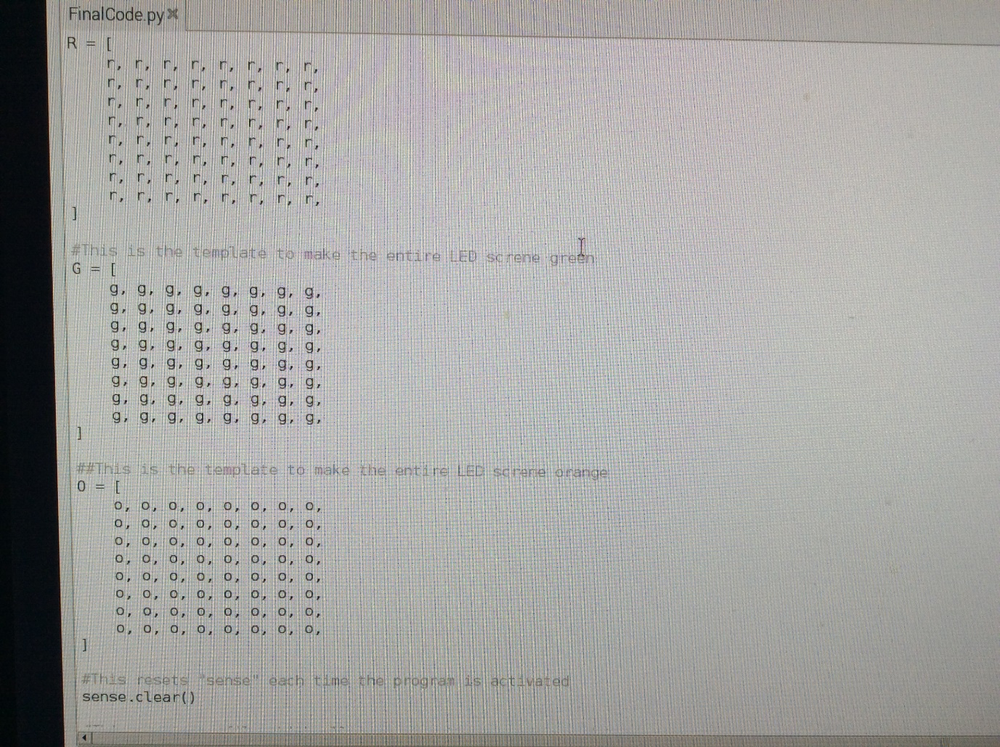 FinalCode.py
R = [
r, r, r, r, r, r, r, r,
r, r, r, r, r, r, r, r,
r, r, r, r, r, r, r, r,
r, r, r, r, r, r, r, r,
r, r, r, r, r, r, r, r,
r, r, r, r, r, r, r, r,
r, r, r, r, r, r, r, r,
r, r, r, r, r, r, r, r,
]
#This is the template to make the entire LED screne green
G = [
g, g, g, g, g, g, g, g,
g, g, g, g, g, g, g, g,
g, g, g, g, g, g, g, g,
g, g, g, g, g, g, g, g,
g, g, g, g, g, g, g, g,
g, g, g, g, g, g, g, g,
g, g, g, g, g, g, g, g,
g, g, g, g, g, g, g, g,
]
##This is the template to make the entire LED screne orange
O = [
o, o, o, o, o, o, o, o,
o, o, o, o, o, o, o, o,
o, o, o, o, o, o, o, o,
o, o, o, o, o, o, o, o,
o, o, o, o, o, o, o, o,
o, o, o, o, o, o, o, o,
o, o, o, o, o, o, o, o,
o, o, o, o, o, o, o, o,
]
#This resets "sense" each time the program is activated
sense.clear()